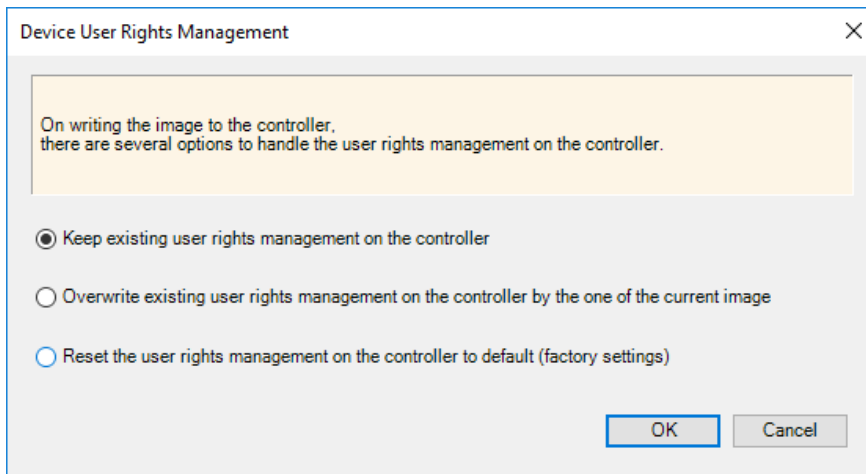 Device User Rights Management
On writing the image to the controller,
there are several options to handle the user rights management on the controller.
Keep existing user rights management on the controller
Overwrite existing user rights management on the controller by the one of the current image
Reset the user rights management on the controller to default (factory settings)
OK
Cancel